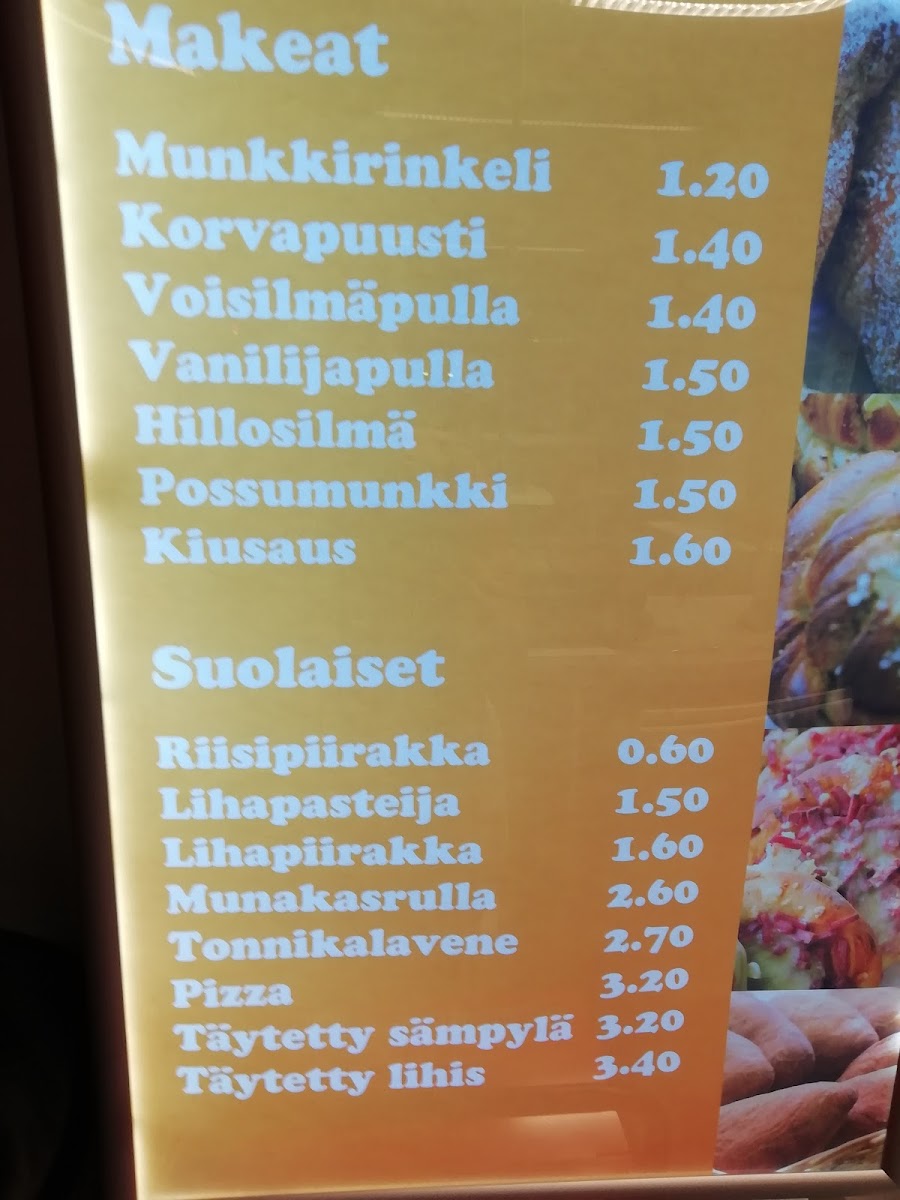 Makeat
Munkkirinkeli 1.20
Korvapuusti 1.40
Voisilmäpulla 1.40
Vanilijapulla 1.50
Hillosilmä 1.50
Possumunkki 1.50
Kiusaus 1.60
Suolaiset
Riisipiirakka 0.60
Lihapasteija 1.50
Lihapiirakka 1.60
Munakasrulla 2.60
Tonnikalavene 2.70
Pizza 3.20
Täytetty sämpylä 3.20
Täytetty lihis 3.40